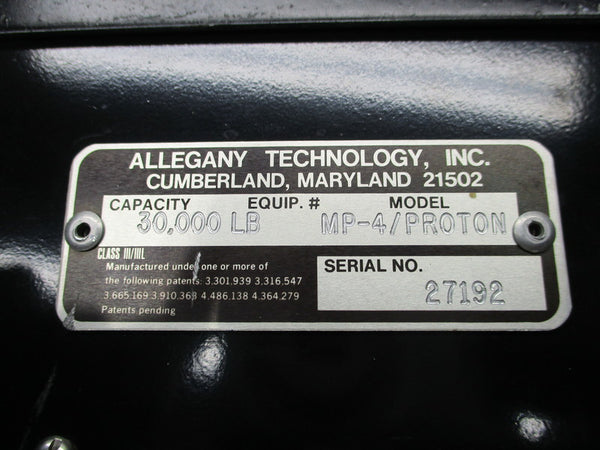 ALLEGANY TECHNOLOGY, INC.
CUMBERLAND, MARYLAND 21502
CAPACITY EQUIP. # MODEL
30,000 LB MP-4/PROTON
CLASS III/IIIL
Manufactured under one or more of
the following patents: 3.301.939 3.316.547
3.665.169 3.910.363 4.486.138 4.364.279
Patents pending
SERIAL NO.
27192